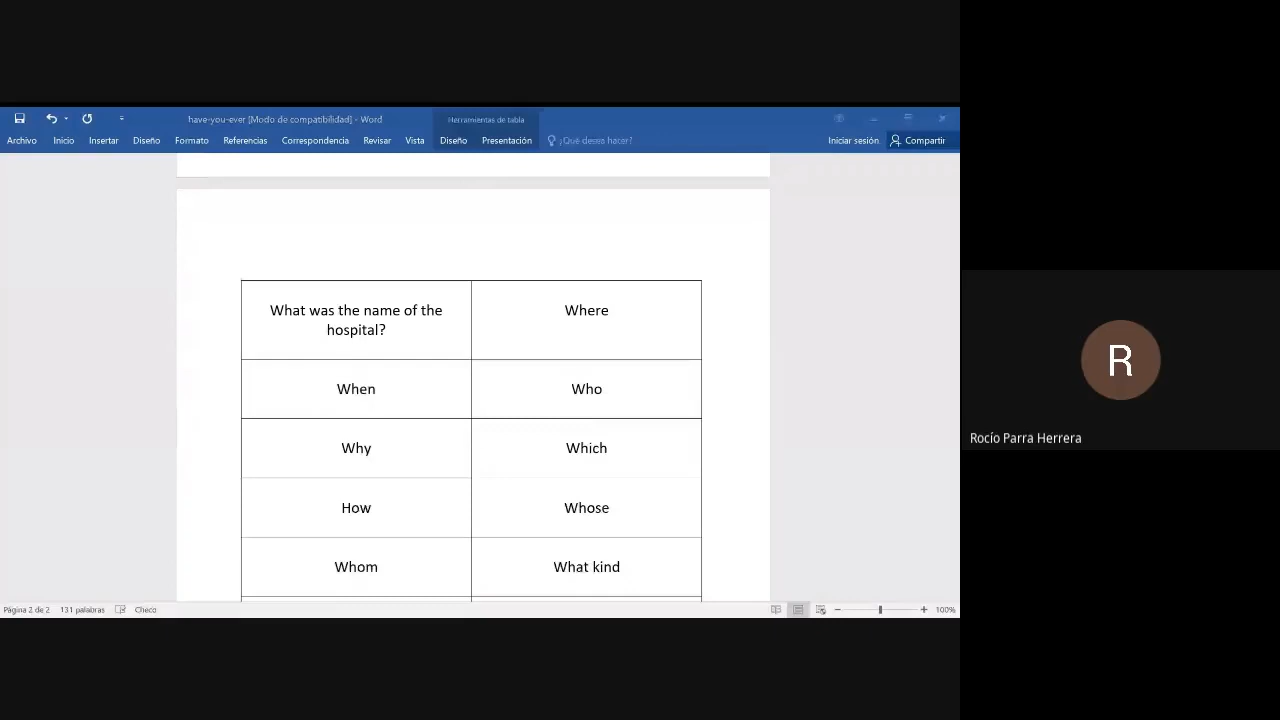 have-you-ever [Modo de compatibilidad] - Word
Herramientas de tabla
Archivo Inicio Insertar Diseño Formato Referencias Correspondencia Revisar Vista Diseño Presentación ¿Qué desea hacer? Iniciar sesión Compartir
What was the name of the
hospital?
Where
When
Who
Why
Which
How
Whose
Whom
What kind
R
Rocío Parra Herrera
Página 2 de 2 131 palabras Checo 100%